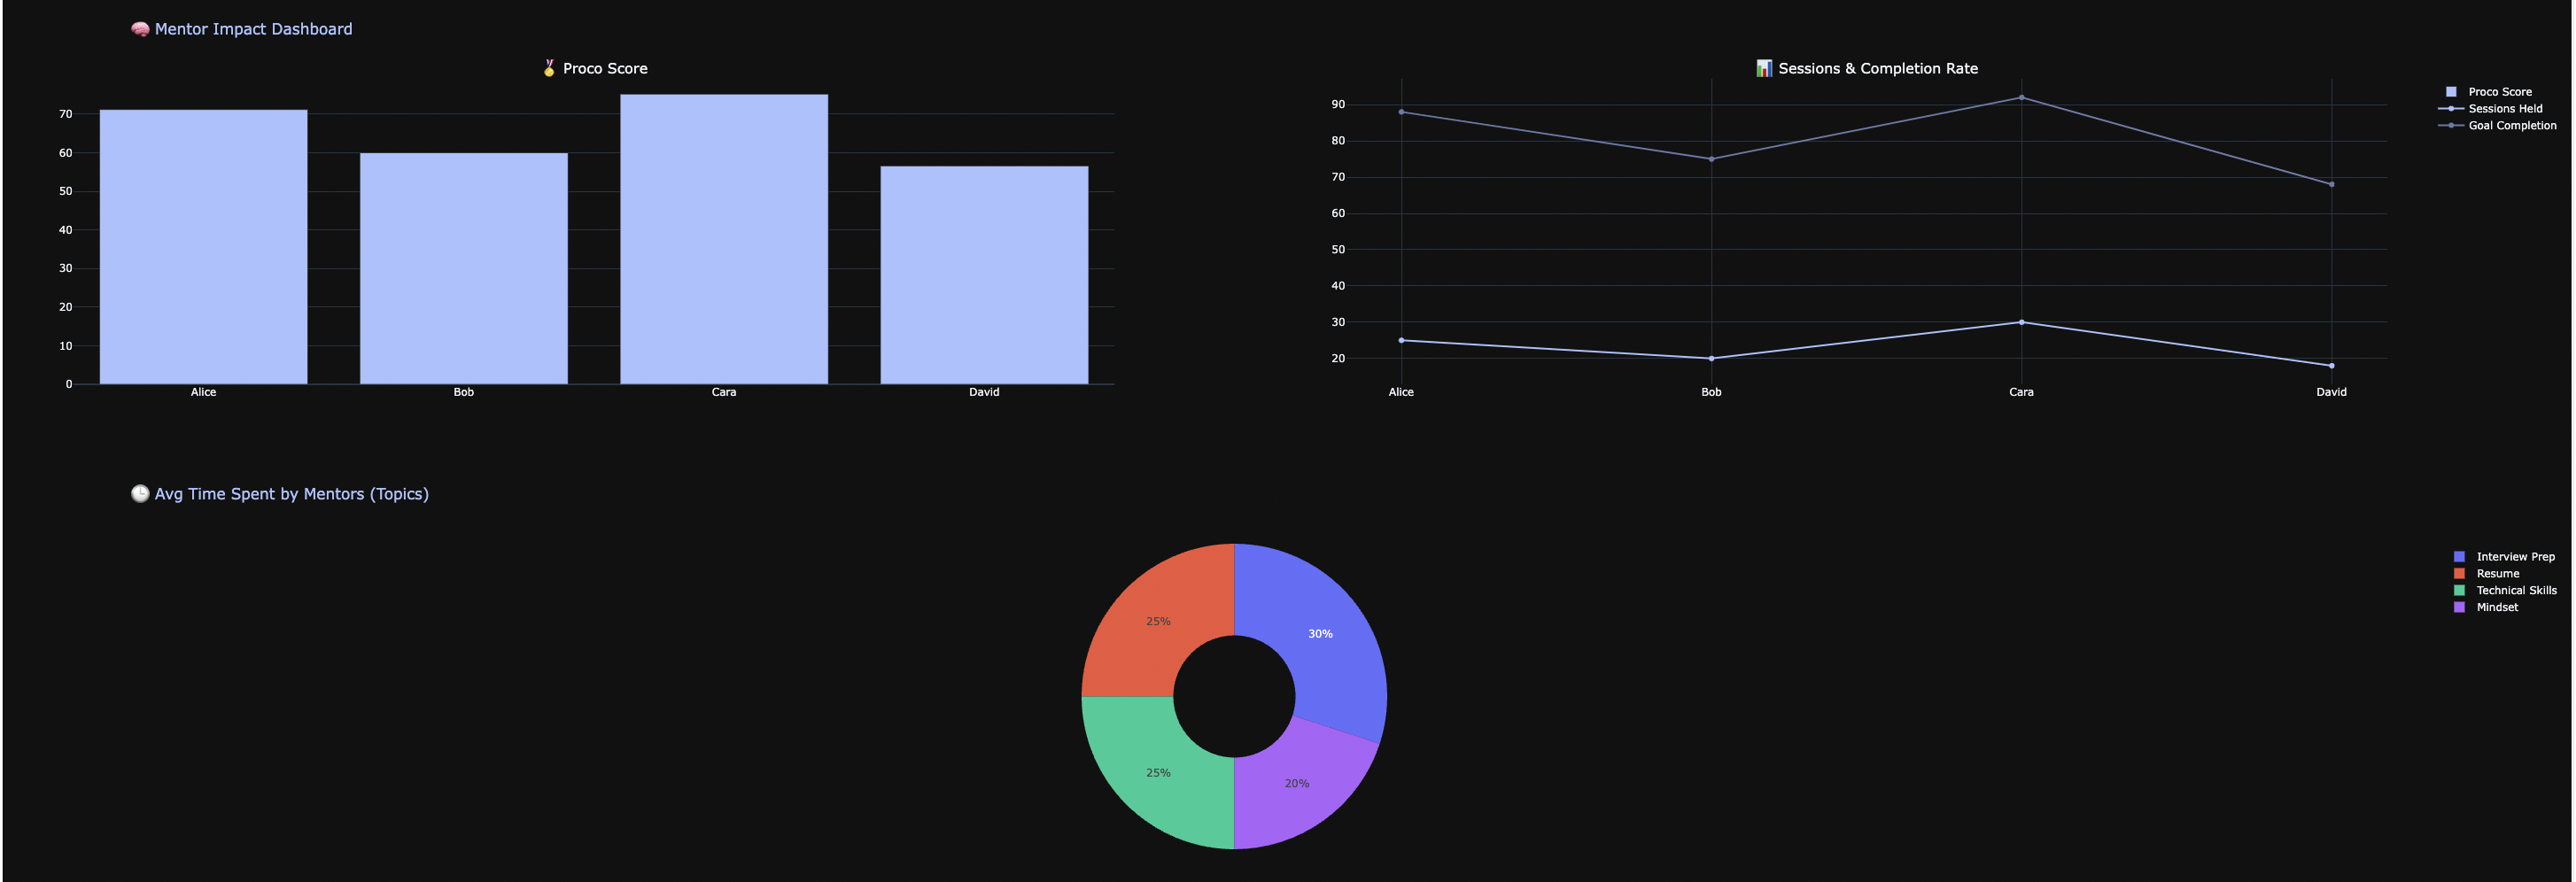 🧠 Mentor Impact Dashboard
🏅 Proco Score
70
60
50
40
30
20
10
0
Alice
Bob
Cara
David
📊 Sessions & Completion Rate
90
80
70
60
50
40
30
20
Alice
Bob
Cara
David
Proco Score
Sessions Held
Goal Completion
🕒 Avg Time Spent by Mentors (Topics)
25%
30%
25%
20%
Interview Prep
Resume
Technical Skills
Mindset